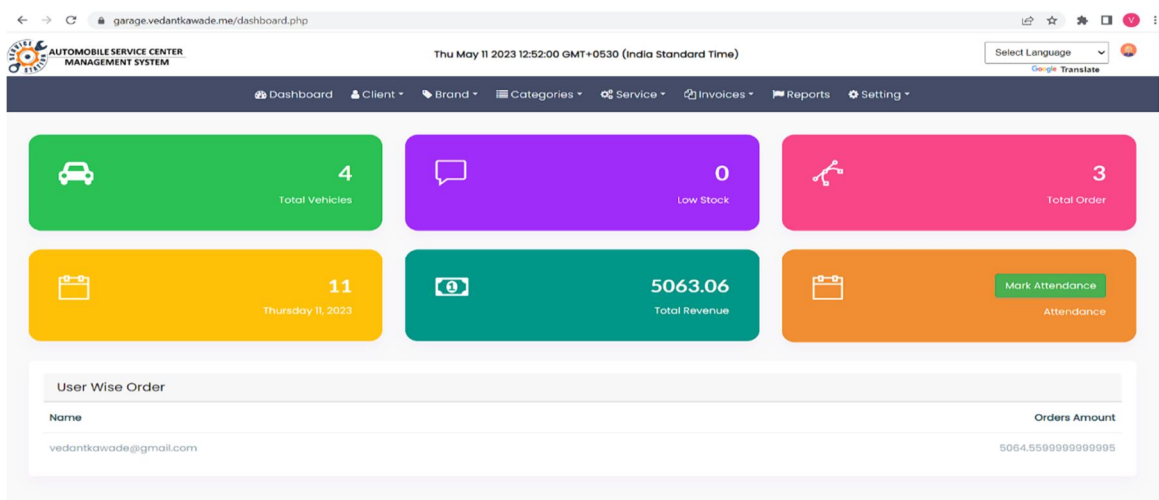 garage.vedantkawade.me/dashboard.php
V
SERVICE
STATION
AUTOMOBILE SERVICE CENTER
MANAGEMENT SYSTEM
Thu May 11 2023 12:52:00 GMT+0530 (India Standard Time)
Select Language
Google Translate
Dashboard Client Brand Categories Service Invoices Reports Setting
4
Total Vehicles
0
Low Stock
3
Total Order
11
Thursday 11, 2023
1
5063.06
Total Revenue
Mark Attendance
Attendance
User Wise Order
Name Orders Amount
vedantkawade@gmail.com 5064.5599999999995